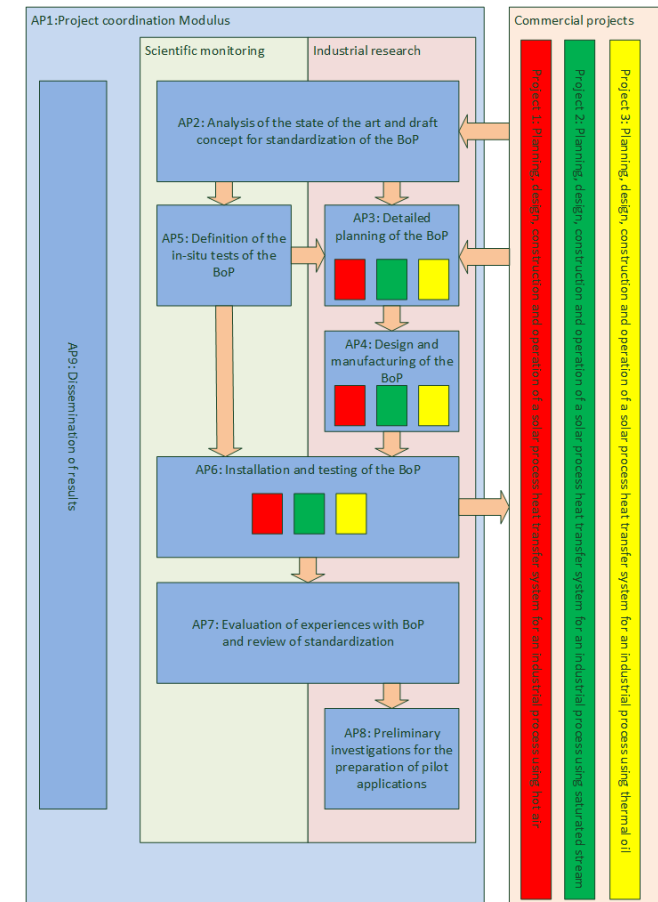 AP1:Project coordination Modulus
Commercial projects
Scientific monitoring
Industrial research
AP2: Analysis of the state of the art and draft
concept for standardization of the BoP
AP5: Definition of the
in-situ tests of the
BoP
AP3: Detailed
planning of the BoP
AP4: Design and
manufacturing of the
BoP
AP6: Installation and testing of the BoP
AP7: Evaluation of experiences with BoP
and review of standardization
AP8: Preliminary
investigations for the
preparation of pilot
applications
AP9: Dissemination of results
Project 1: Planning, design, construction and operation of a solar process heat transfer system for an industrial process using hot air
Project 2: Planning, design, construction and operation of a solar process heat transfer system for an industrial process using saturated stream
Project 3: Planning, design, construction and operation of a solar process heat transfer system for an industrial process using thermal oil